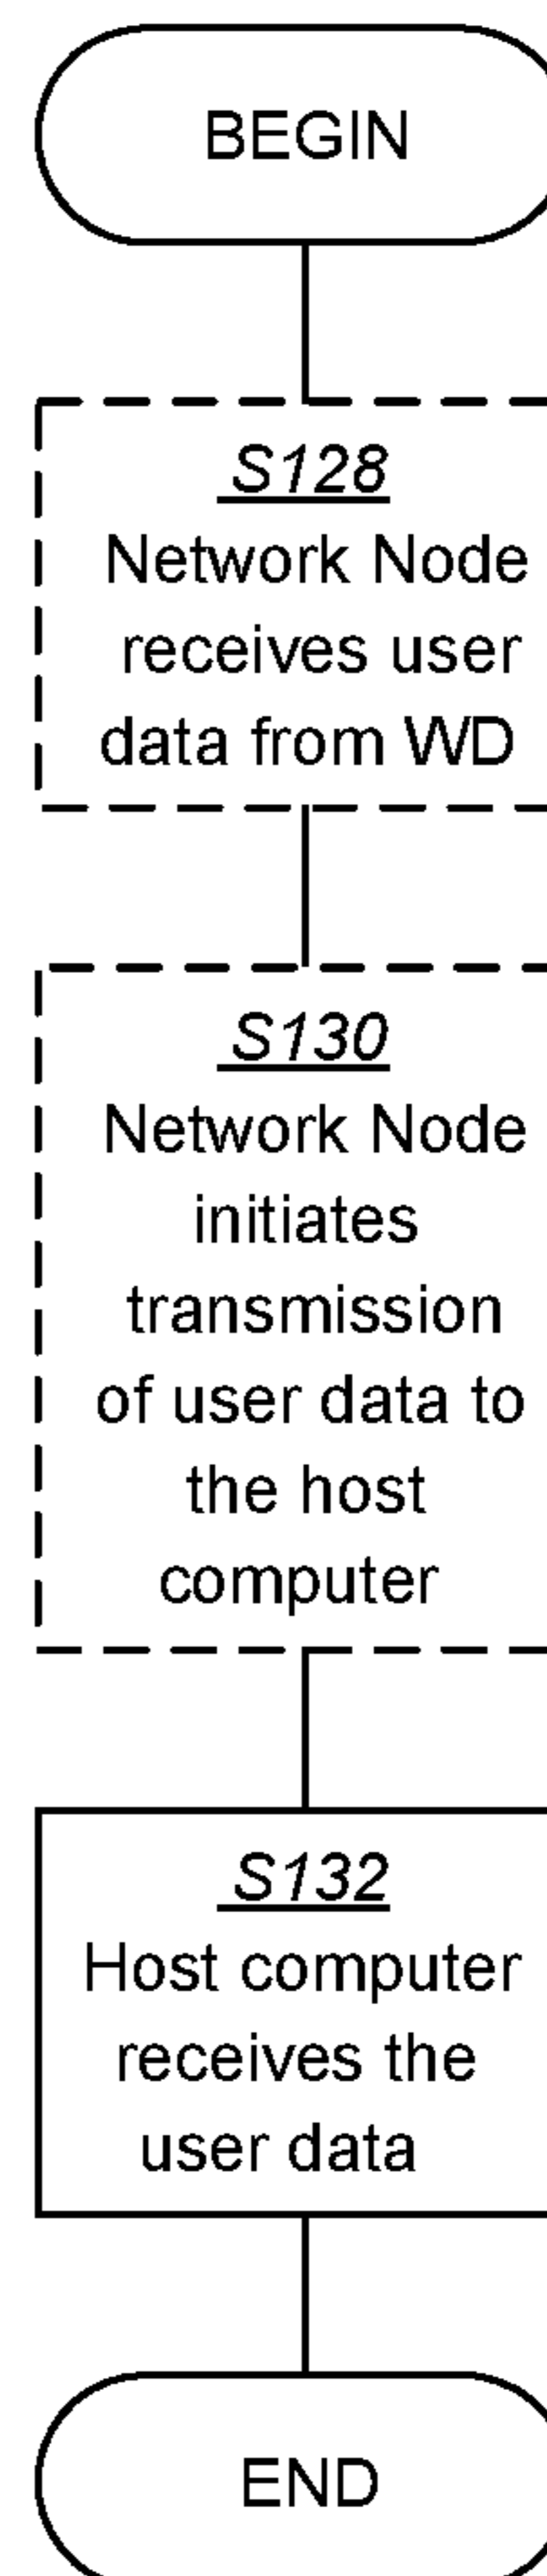 BEGIN
S128
Network Node
receives user
data from WD
S130
Network Node
initiates
transmission
of user data to
the host
computer
S132
Host computer
receives the
user data
END